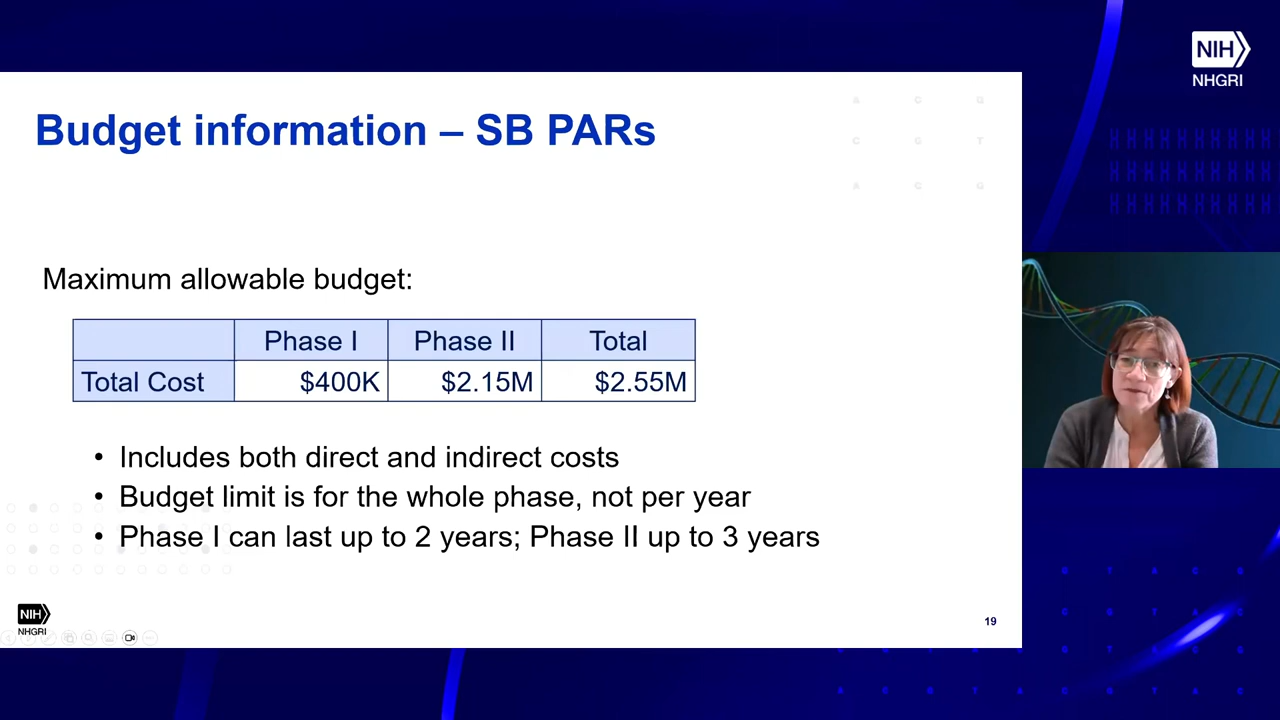 NIH
NHGRI
Budget information – SB PARs
A C G
C G T
A C G
Maximum allowable budget:
Phase I Phase II Total
Total Cost $400K $2.15M $2.55M
• Includes both direct and indirect costs
• Budget limit is for the whole phase, not per year
• Phase I can last up to 2 years; Phase II up to 3 years
NIH
NHGRI
19